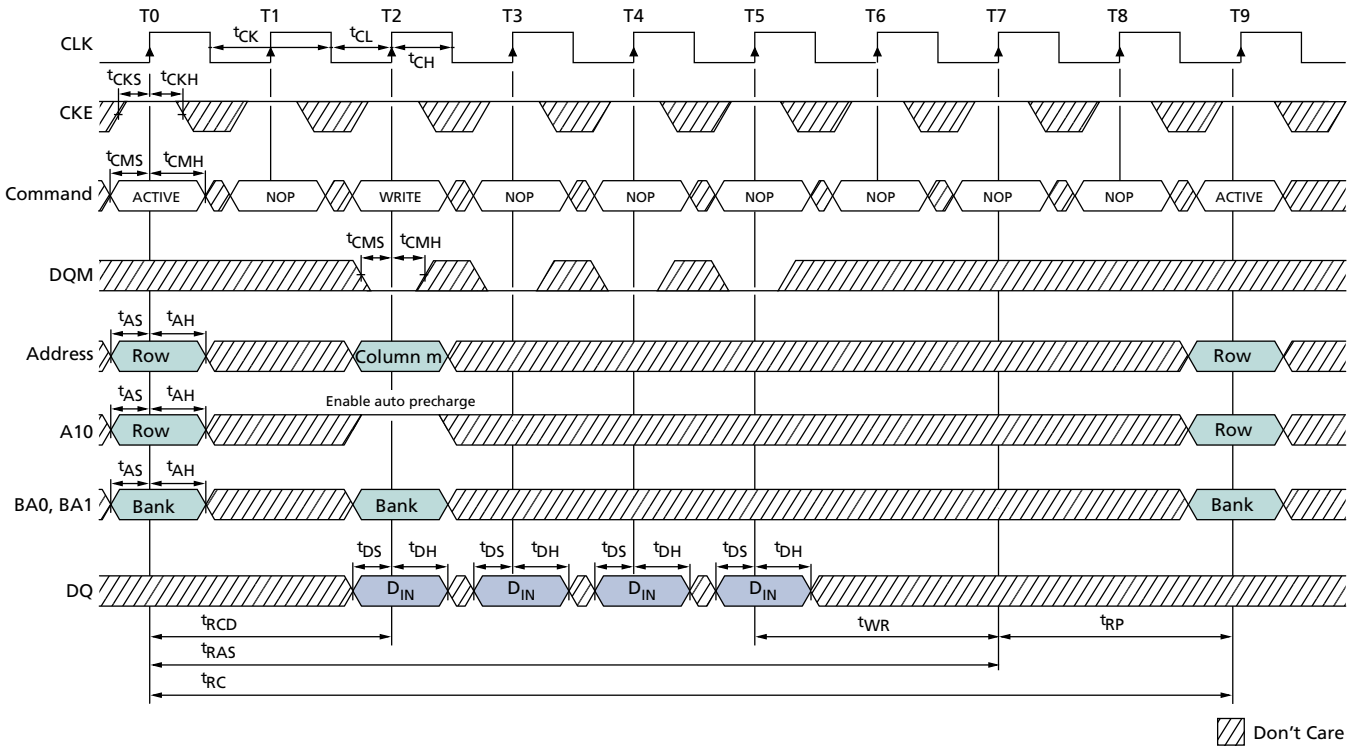 T0 T1 T2 T3 T4 T5 T6 T7 T8 T9
CLK tCK tCL tCH
tCKS tCKH
CKE
tCMS tCMH
Command ACTIVE NOP WRITE NOP NOP NOP NOP NOP NOP ACTIVE
tCMS tCMH
DQM
tAS tAH
Address Row Column m Row
tAS tAH Enable auto precharge
A10 Row Row
tAS tAH
BA0, BA1 Bank Bank Bank
tDS tDH tDS tDH tDS tDH tDS tDH
DQ DIN DIN DIN DIN
tRCD tWR tRP
tRAS
tRC
Don't Care